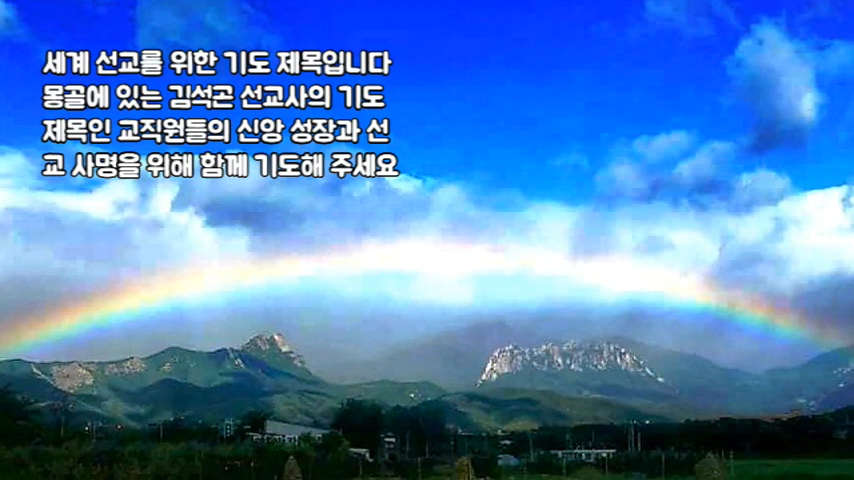 세계 선교를 위한 기도 제목입니다
몽골에 있는 김석곤 선교사의 기도
제목인 교직원들의 신앙 성장과 선
교 사명을 위해 함께 기도해 주세요